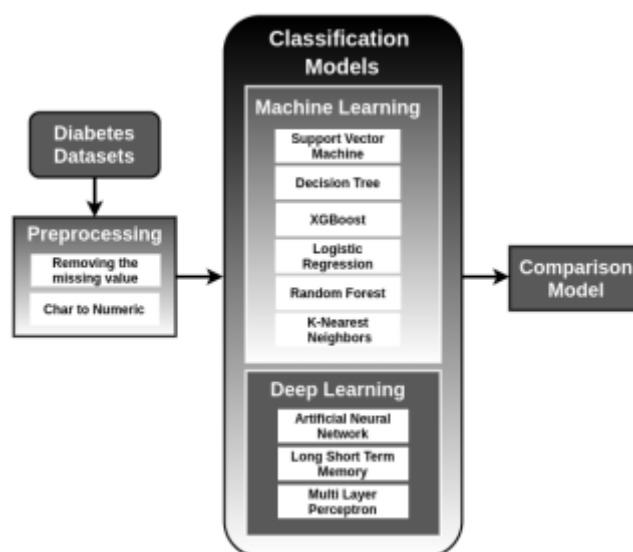 Diabetes
Datasets
Preprocessing
Removing the
missing value
Char to Numeric
Classification
Models
Machine Learning
Support Vector
Machine
Decision Tree
XGBoost
Logistic
Regression
Random Forest
K-Nearest
Neighbors
Deep Learning
Artificial Neural
Network
Long Short Term
Memory
Multi Layer
Perceptron
Comparison
Model